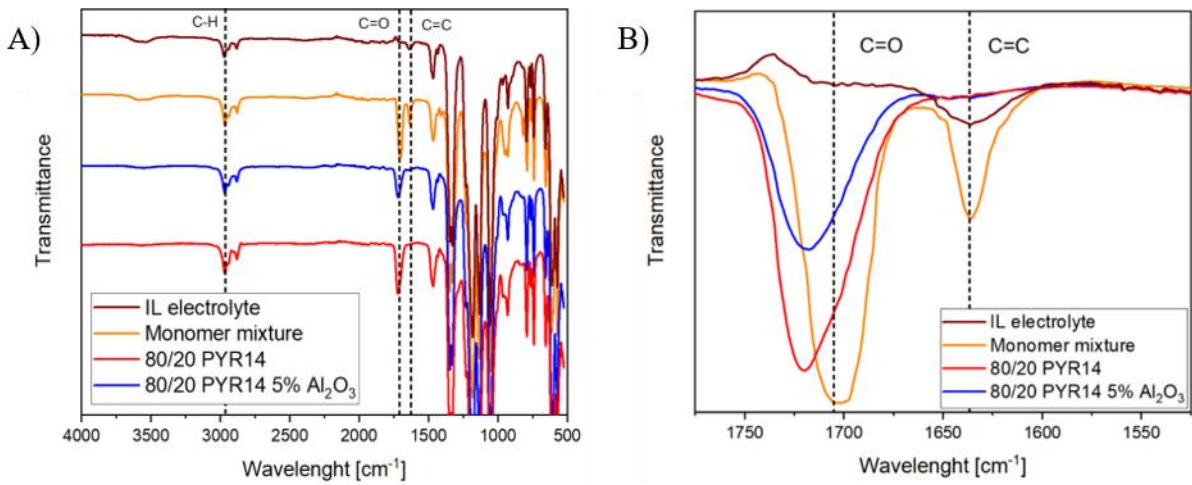 A)
C-H
C=O
C=C
Transmittance
IL electrolyte
Monomer mixture
80/20 PYR14
80/20 PYR14 5% Al₂O₃
4000 3500 3000 2500 2000 1500 1000 500
Wavelenght [cm⁻¹]
B)
C=O
C=C
Transmittance
IL electrolyte
Monomer mixture
80/20 PYR14
80/20 PYR14 5% Al₂O₃
1750 1700 1650 1600 1550
Wavelenght [cm⁻¹]